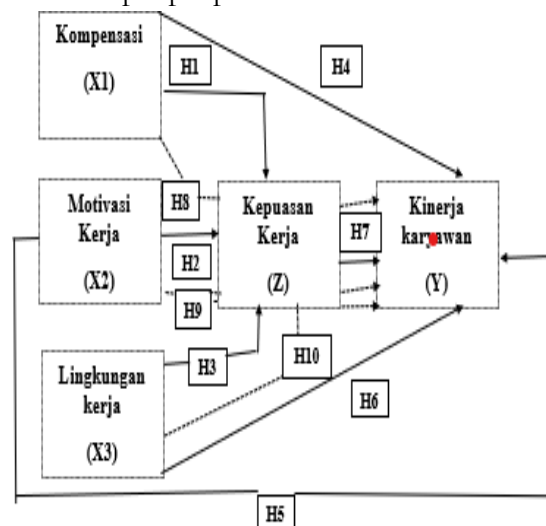 Kompensasi
(X1)
H1
H4
Motivasi
Kerja
(X2)
H8
H2
H9
Kepuasan
Kerja
(Z)
H7
Kinerja
karyawan
(Y)
Lingkungan
kerja
(X3)
H3
H10
H6
H5